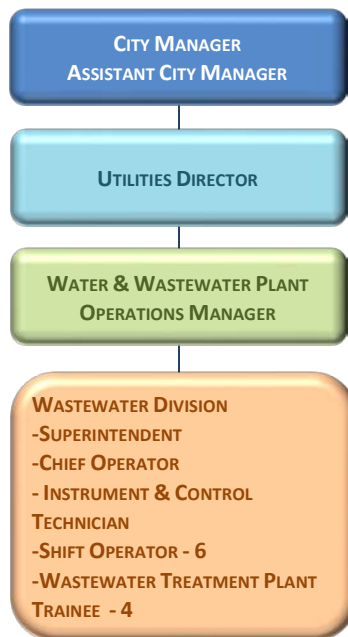 City Manager
Assistant City Manager
Utilities Director
Water & Wastewater Plant
Operations Manager
Wastewater Division
-Superintendent
-Chief Operator
- Instrument & Control
Technician
-Shift Operator - 6
-Wastewater Treatment Plant
Trainee - 4